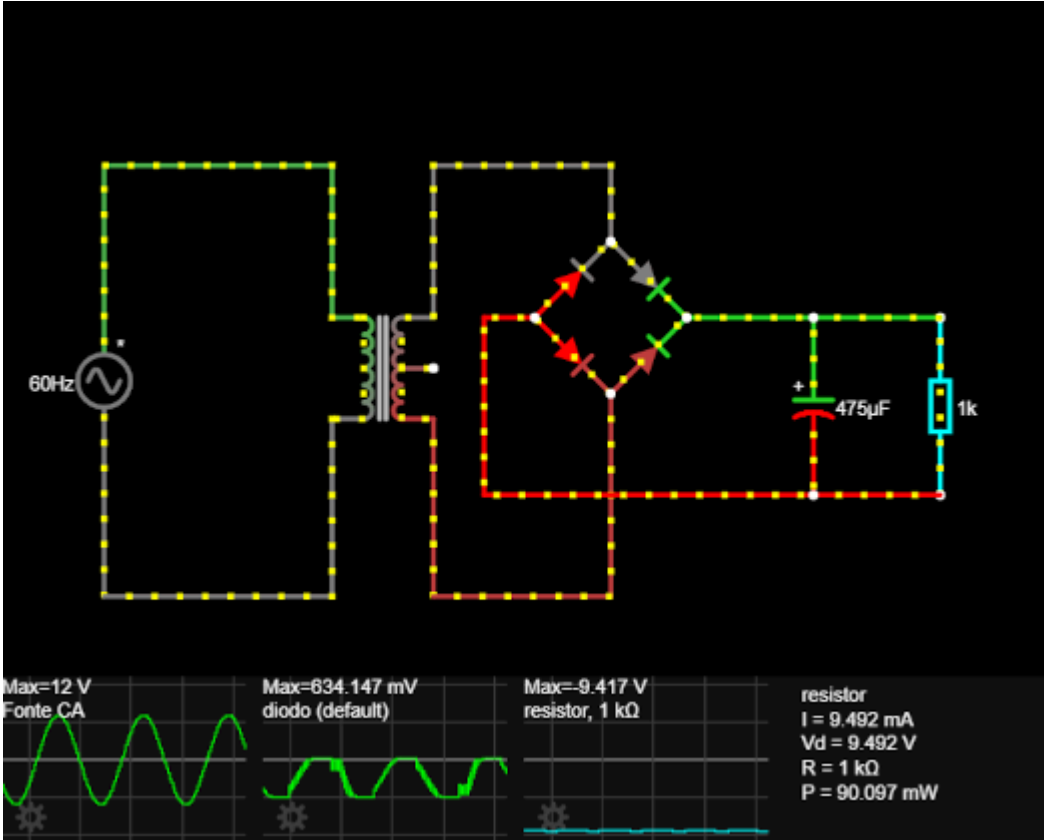 *
60Hz
+
475µF
1k
Max=12 V
Fonte CA
Max=634.147 mV
diodo (default)
Max=-9.417 V
resistor, 1 kΩ
resistor
I = 9.492 mA
Vd = 9.492 V
R = 1 kΩ
P = 90.097 mW